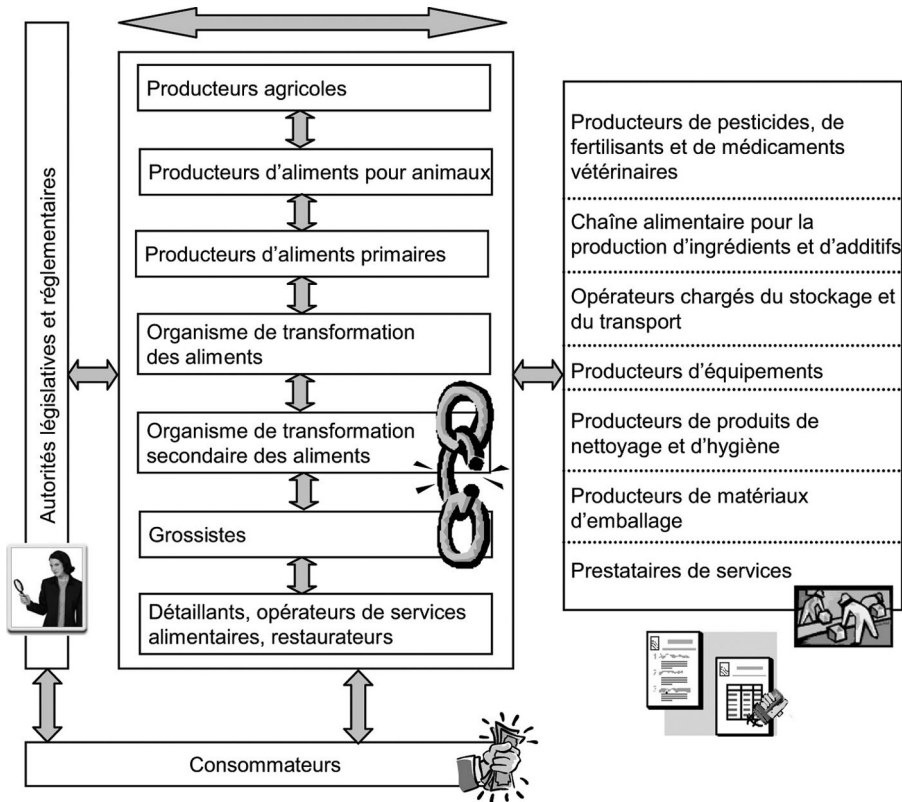 Autorités législatives et réglementaires
Producteurs agricoles
Producteurs d'aliments pour animaux
Producteurs d'aliments primaires
Organisme de transformation
des aliments
Organisme de transformation
secondaire des aliments
Grossistes
Détaillants, opérateurs de services
alimentaires, restaurateurs
Producteurs de pesticides, de
fertilisants et de médicaments
vétérinaires
Chaîne alimentaire pour la
production d'ingrédients et d'additifs
Opérateurs chargés du stockage et
du transport
Producteurs d'équipements
Producteurs de produits de
nettoyage et d'hygiène
Producteurs de matériaux
d'emballage
Prestataires de services
Consommateurs